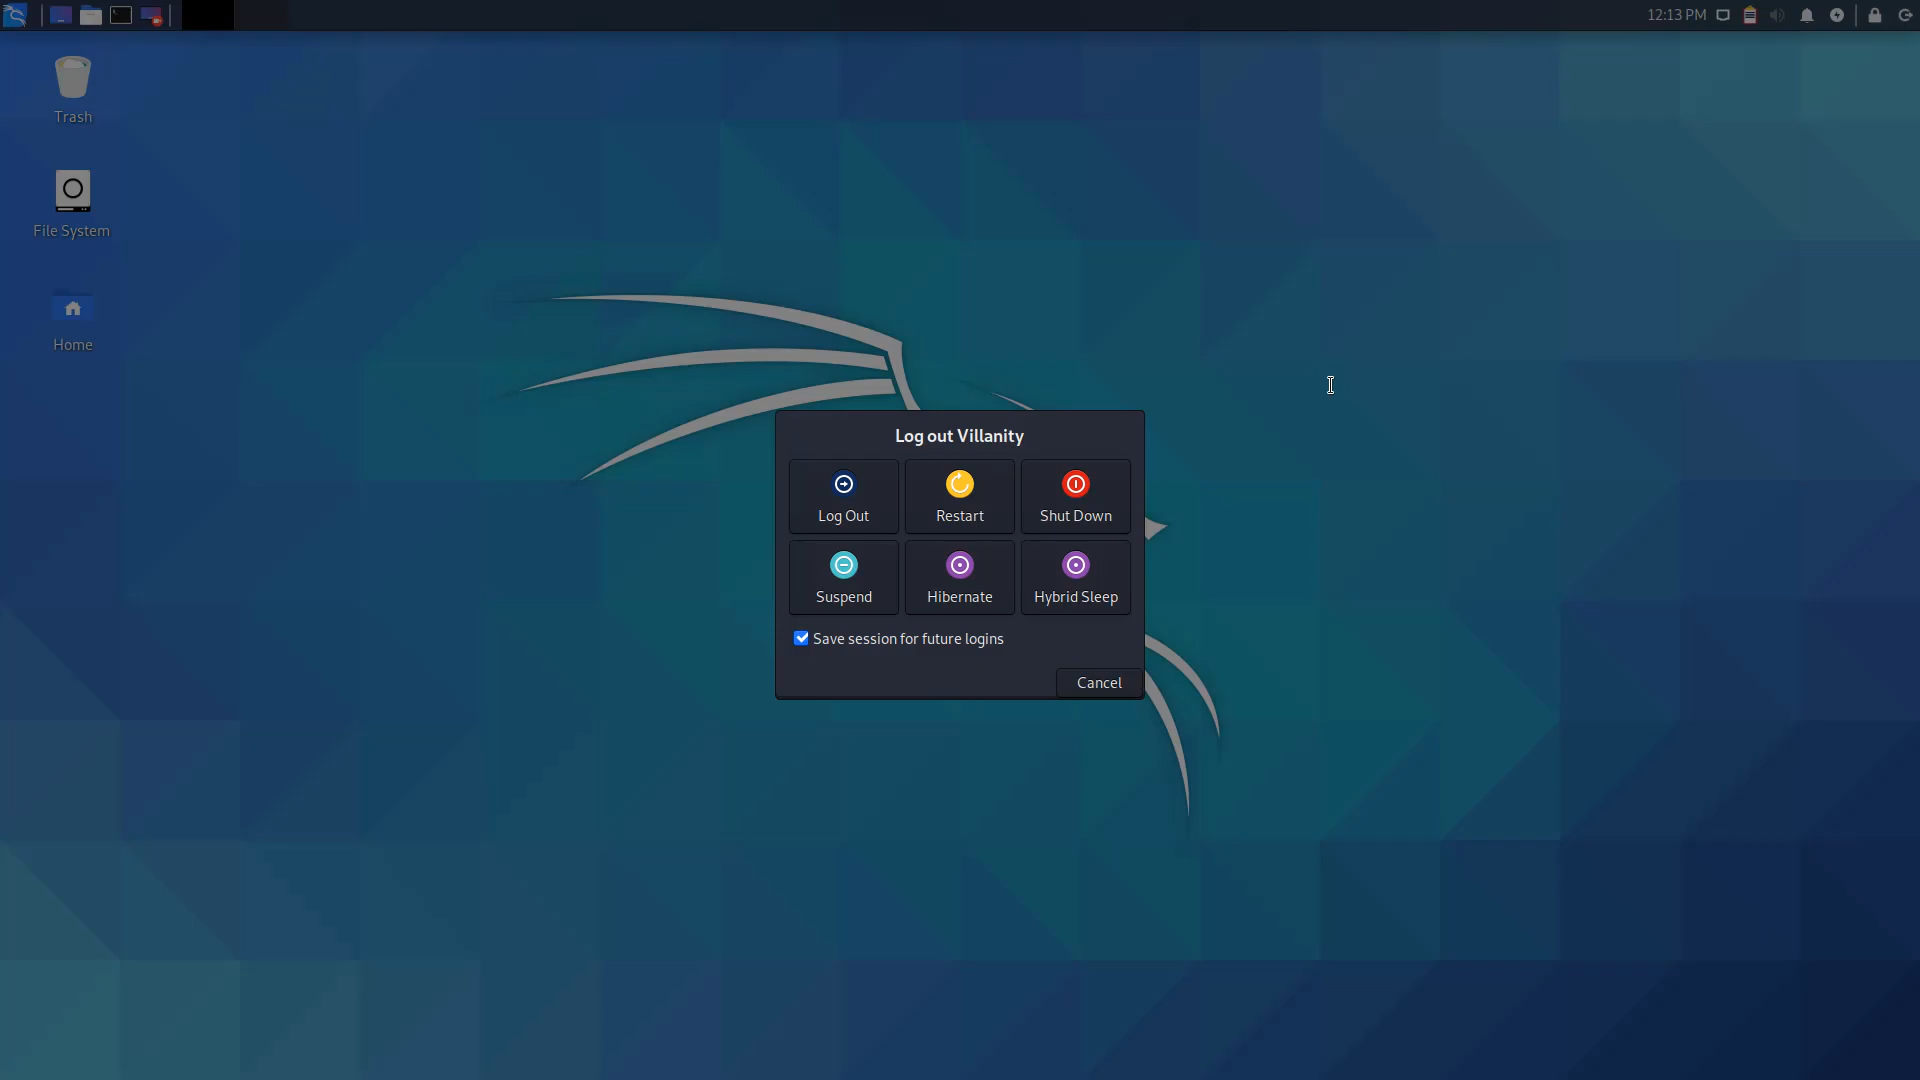 12:13 PM
Trash
File System
Home
Log out Villanity
Log Out
Restart
Shut Down
Suspend
Hibernate
Hybrid Sleep
Save session for future logins
Cancel